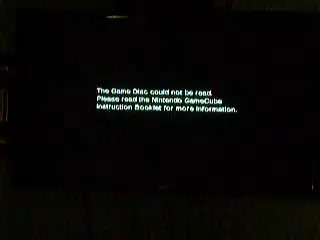 The Game Disc could not be read.
Please read the Nintendo GameCube
Instruction Booklet for more information.